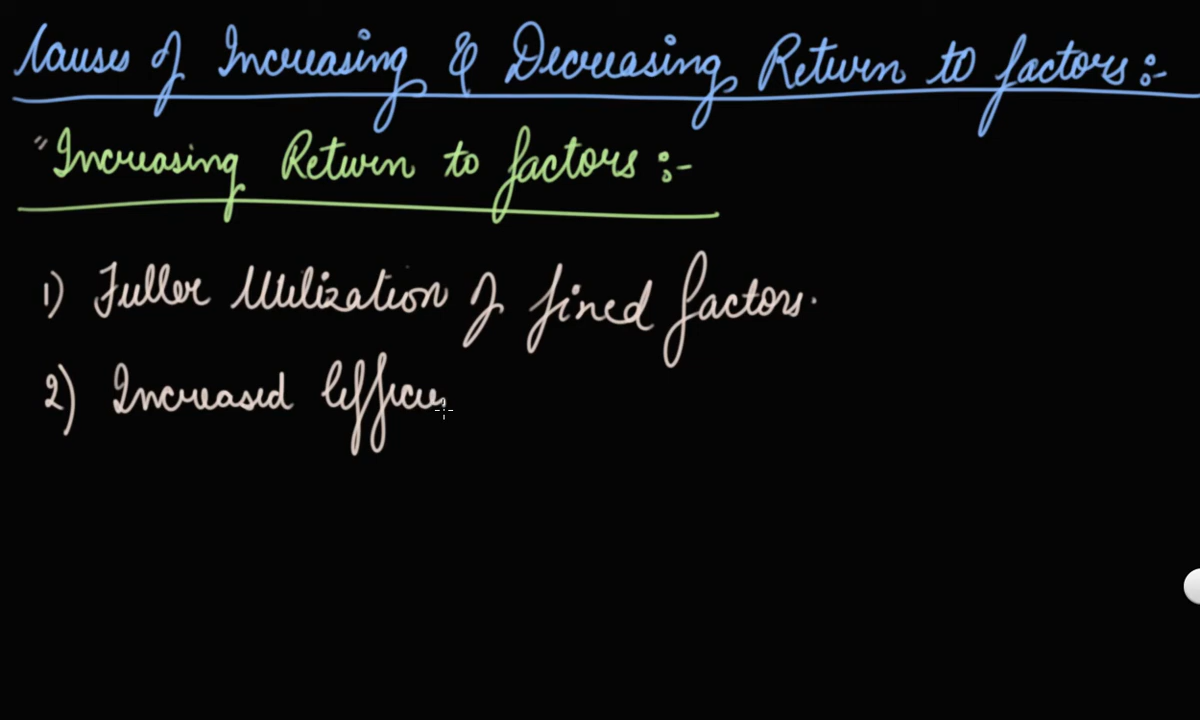 Causes of Increasing & Decreasing Return to factors :-
"Increasing Return to factors :-
1) Fuller Utilization of fixed factors.
2) Increased Efficie